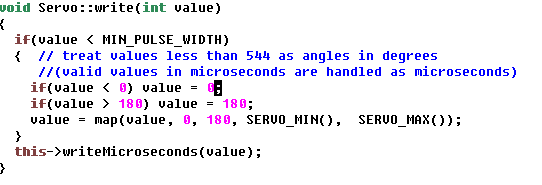 void Servo::write(int value)
{
  if(value < MIN_PULSE_WIDTH)
  {  // treat values less than 544 as angles in degrees
     //(valid values in microseconds are handled as microseconds)
    if(value < 0) value = 0;
    if(value > 180) value = 180;
    value = map(value, 0, 180, SERVO_MIN(),  SERVO_MAX());
  }
  this->writeMicroseconds(value);
}